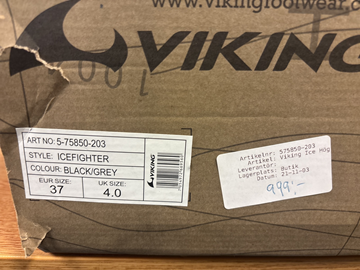 www.vikingfootwear.
VIKING
ART NO: 5-75850-203
STYLE: ICEFIGHTER
COLOUR: BLACK/GREY
EUR SIZE: UK SIZE:
37 4.0
VIKING
Artikelnr: 575850-203
Artikel: Viking Ice Hög
Leverantör:
Lagerplats: Butik
Datum: 21-11-03
999:-